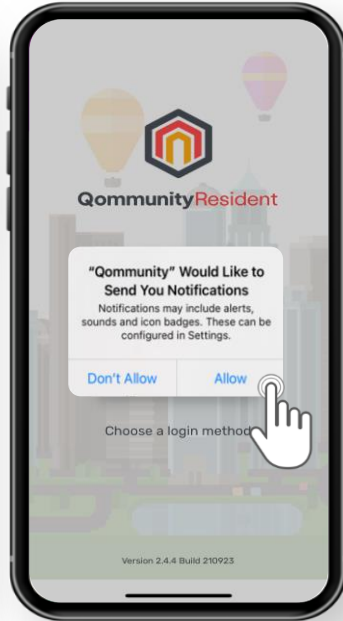 QommunityResident
“Qommunity” Would Like to
Send You Notifications
Notifications may include alerts,
sounds and icon badges. These can be
configured in Settings.
Don’t Allow
Allow
Choose a login method
Version 2.4.4 Build 210923